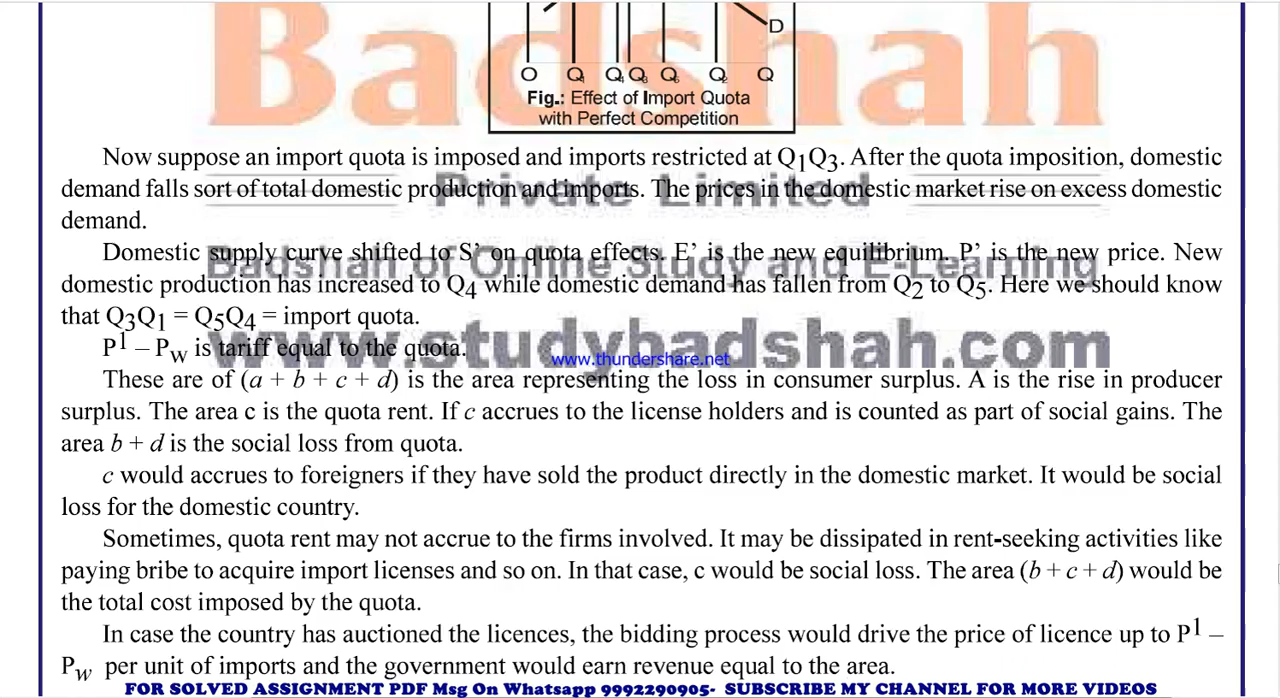 Badshah
D
O Q1 Q4 Q3 Q5 Q2 Q
Fig.: Effect of Import Quota
with Perfect Competition
Now suppose an import quota is imposed and imports restricted at Q1Q3. After the quota imposition, domestic
demand falls sort of total domestic production and imports. The prices in the domestic market rise on excess domestic
demand.
Private Limited
Domestic supply curve shifted to S' on quota effects. E' is the new equilibrium. P' is the new price. New
domestic production has increased to Q4 while domestic demand has fallen from Q2 to Q5. Here we should know
that Q3Q1 = Q5Q4 = import quota.
Badshah of Online Study and E-Learning
P1 – Pw is tariff equal to the quota.
www.studybadshah.com
www.thundershare.net
These are of (a + b + c + d) is the area representing the loss in consumer surplus. A is the rise in producer
surplus. The area c is the quota rent. If c accrues to the license holders and is counted as part of social gains. The
area b + d is the social loss from quota.
c would accrues to foreigners if they have sold the product directly in the domestic market. It would be social
loss for the domestic country.
Sometimes, quota rent may not accrue to the firms involved. It may be dissipated in rent-seeking activities like
paying bribe to acquire import licenses and so on. In that case, c would be social loss. The area (b + c + d) would be
the total cost imposed by the quota.
In case the country has auctioned the licences, the bidding process would drive the price of licence up to P1 –
Pw per unit of imports and the government would earn revenue equal to the area.
FOR SOLVED ASSIGNMENT PDF Msg On Whatsapp 9992290905- SUBSCRIBE MY CHANNEL FOR MORE VIDEOS